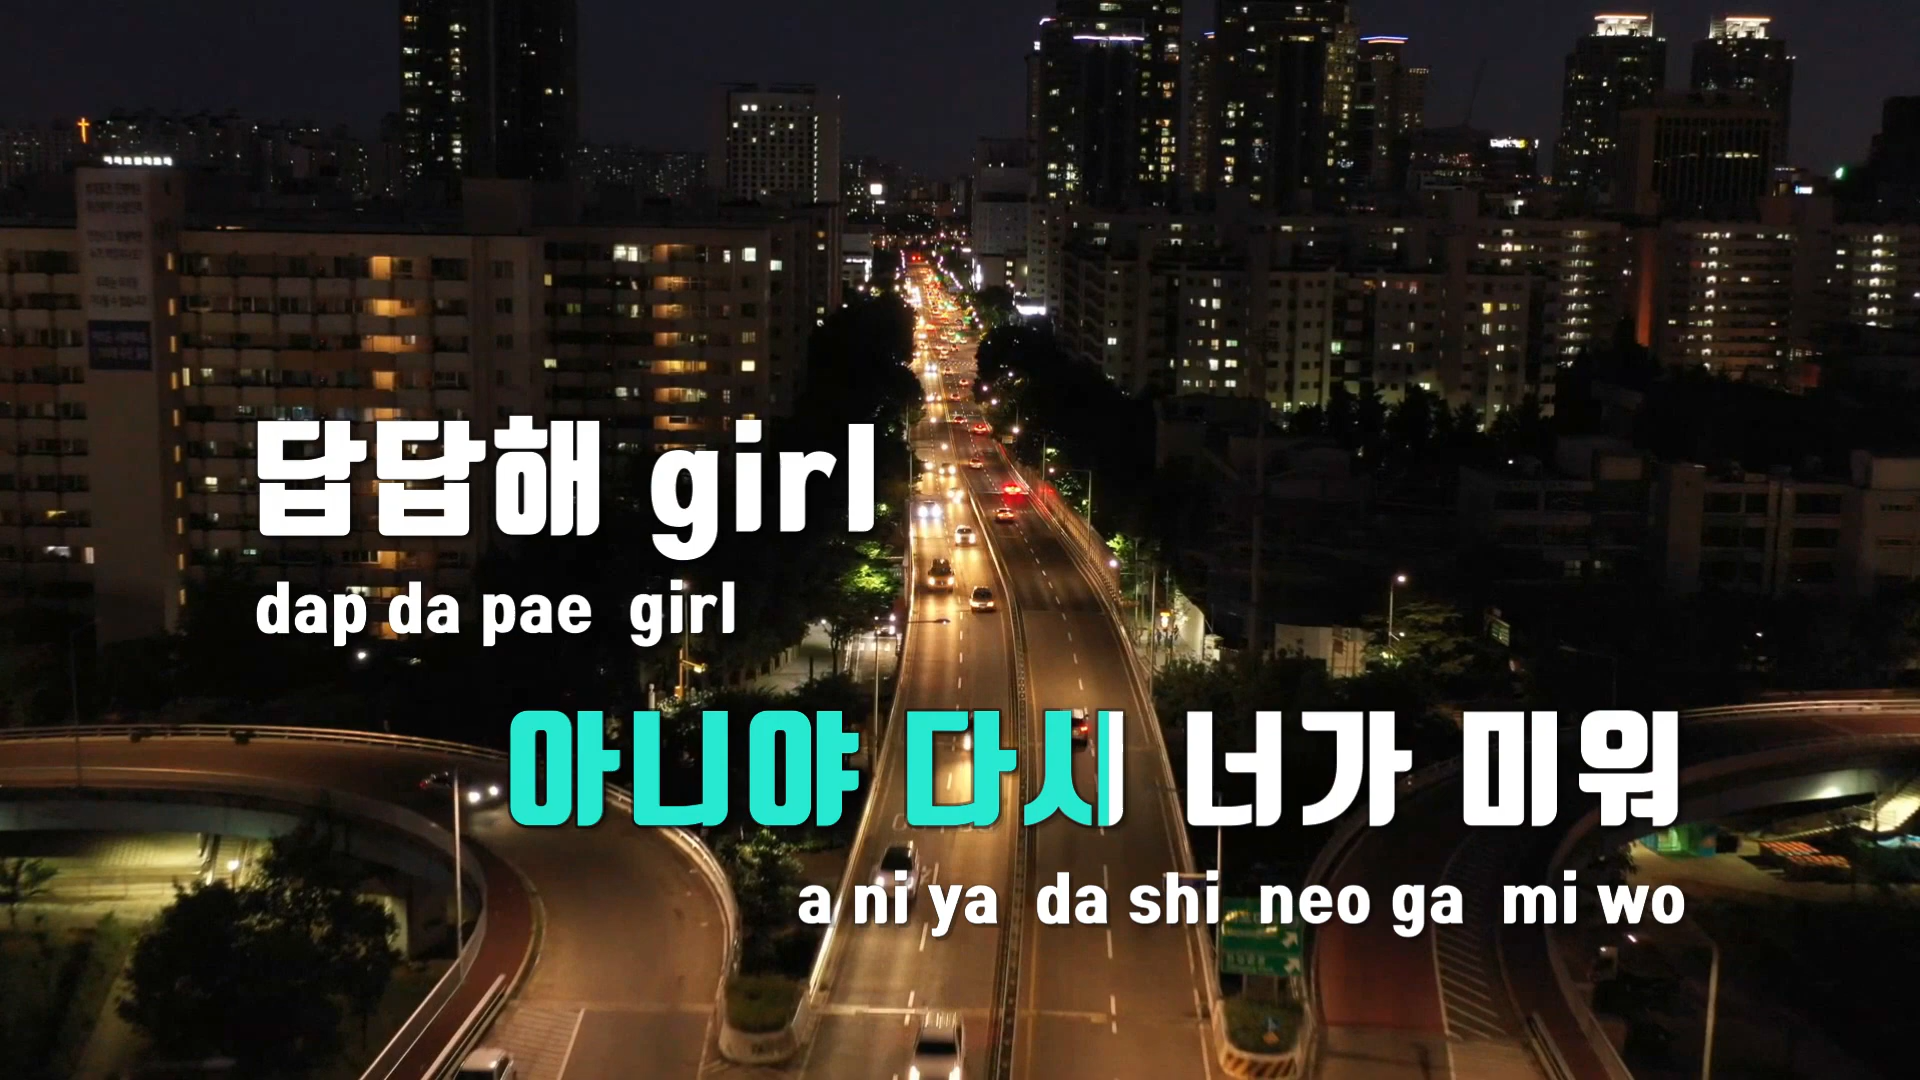 답답해 girl
dap da pae girl
아니야 다시 너가 미워
a ni ya da shi neo ga mi wo